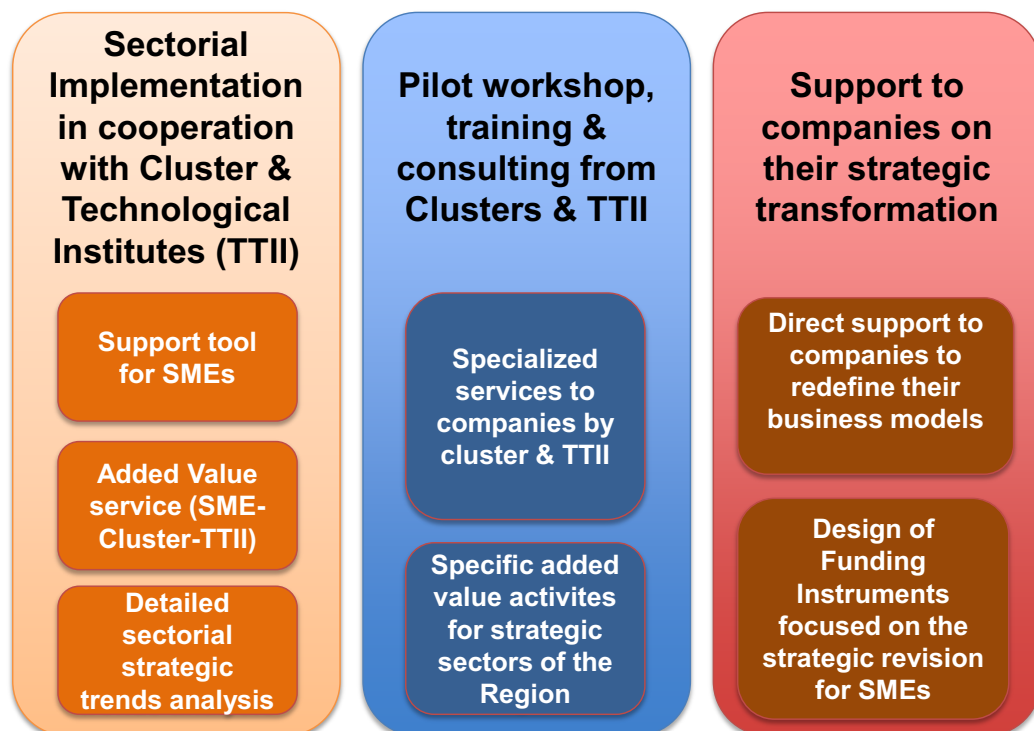 Sectorial
Implementation
in cooperation
with Cluster &
Technological
Institutes (TTII)
Support tool
for SMEs
Added Value
service (SME-
Cluster-TTII)
Detailed
sectorial
strategic
trends analysis
Pilot workshop,
training &
consulting from
Clusters & TTII
Specialized
services to
companies by
cluster & TTII
Specific added
value activites
for strategic
sectors of the
Region
Support to
companies on
their strategic
transformation
Direct support to
companies to
redefine their
business models
Design of
Funding
Instruments
focused on the
strategic revision
for SMEs